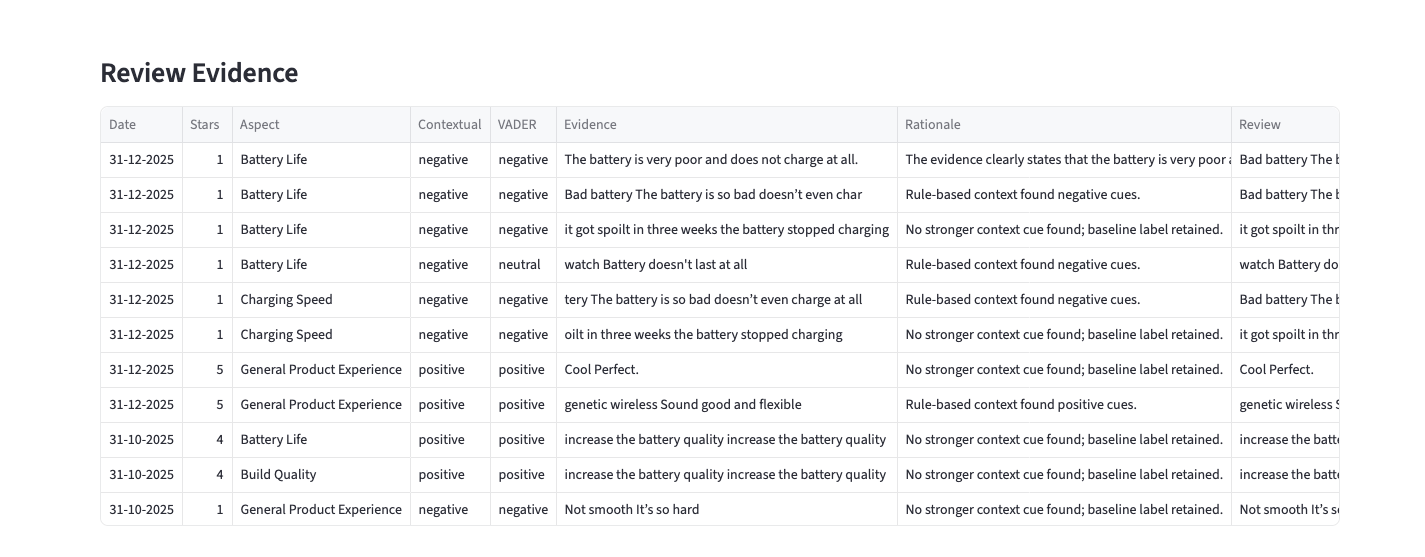 Review Evidence
Date Stars Aspect Contextual VADER Evidence Rationale Review
31-12-2025 1 Battery Life negative negative The battery is very poor and does not charge at all. The evidence clearly states that the battery is very poor Bad battery The
31-12-2025 1 Battery Life negative negative Bad battery The battery is so bad doesn’t even char Rule-based context found negative cues. Bad battery The
31-12-2025 1 Battery Life negative negative it got spoilt in three weeks the battery stopped charging No stronger context cue found; baseline label retained. it got spoilt in
31-12-2025 1 Battery Life negative neutral watch Battery doesn't last at all Rule-based context found negative cues. watch Battery do
31-12-2025 1 Charging Speed negative negative tery The battery is so bad doesn’t even charge at all Rule-based context found negative cues. Bad battery The
31-12-2025 1 Charging Speed negative negative oilt in three weeks the battery stopped charging No stronger context cue found; baseline label retained. it got spoilt in
31-12-2025 5 General Product Experience positive positive Cool Perfect. No stronger context cue found; baseline label retained. Cool Perfect.
31-12-2025 5 General Product Experience positive positive genetic wireless Sound good and flexible Rule-based context found positive cues. genetic wireless
31-10-2025 4 Battery Life positive positive increase the battery quality increase the battery quality No stronger context cue found; baseline label retained. increase the
31-10-2025 4 Build Quality positive positive increase the battery quality increase the battery quality No stronger context cue found; baseline label retained. increase the
31-10-2025 1 General Product Experience negative negative Not smooth It’s so hard No stronger context cue found; baseline label retained. Not smooth It’s